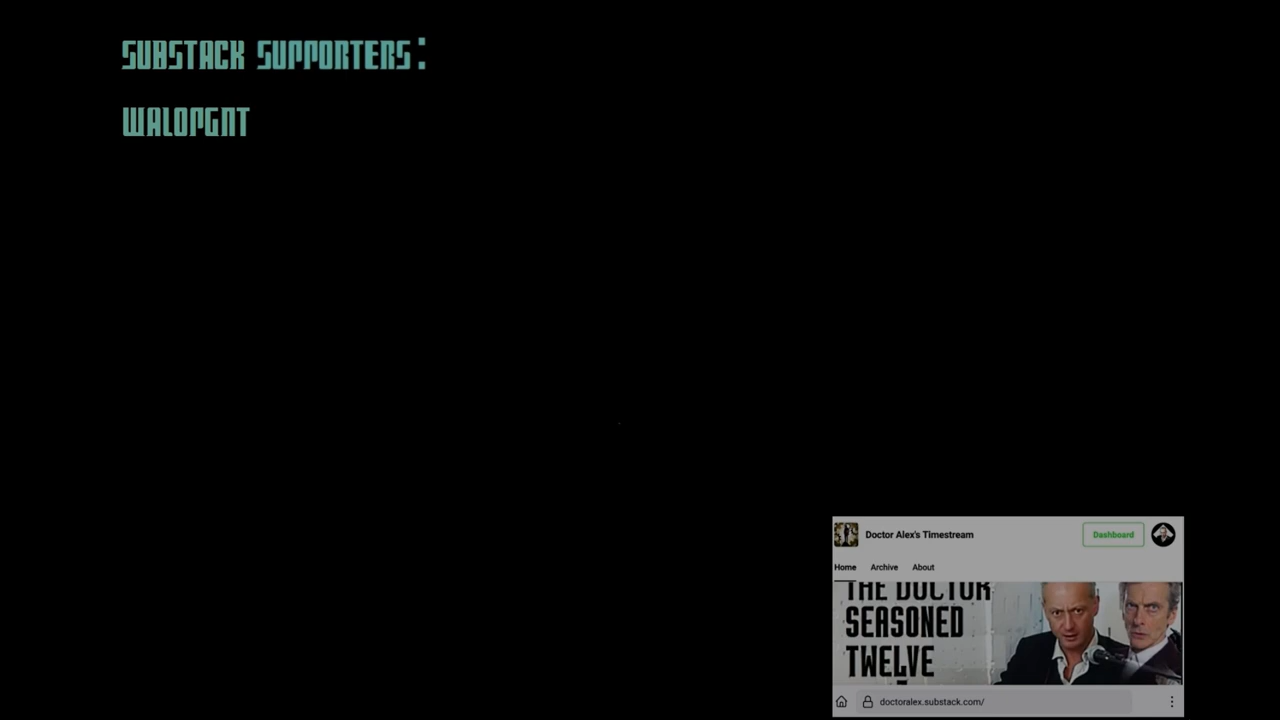 SUBSTACK SUPPORTERS:
WALOPGNT
Doctor Alex's Timestream
Dashboard
Home Archive About
THE DOCTOR
SEASONED
TWELVE
doctoralex.substack.com/